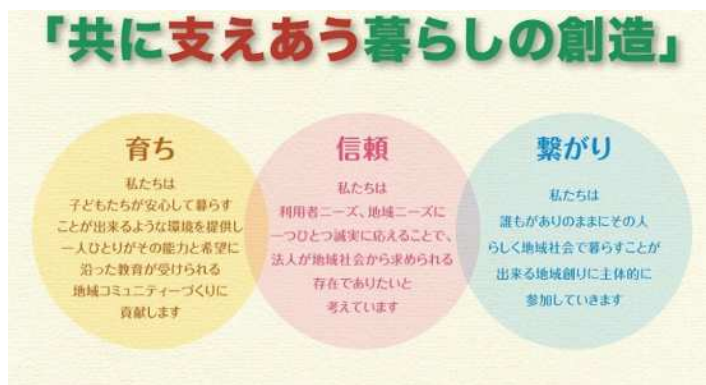 「共に支えあう暮らしの創造」
育ち
私たちは
子どもたちが安心して暮らす
ことが出来るような環境を提供し
一人ひとりがその能力と希望に
沿った教育が受けられる
地域コミュニティーづくりに
貢献します
信頼
私たちは
利用者ニーズ、地域ニーズに
一つひとつ誠実に応えることで、
法人が地域社会から求められる
存在でありたいと
考えています
繋がり
私たちは
誰もがありのままにその人
らしく地域社会で暮らすことが
出来る地域創りに主体的に
参加していきます